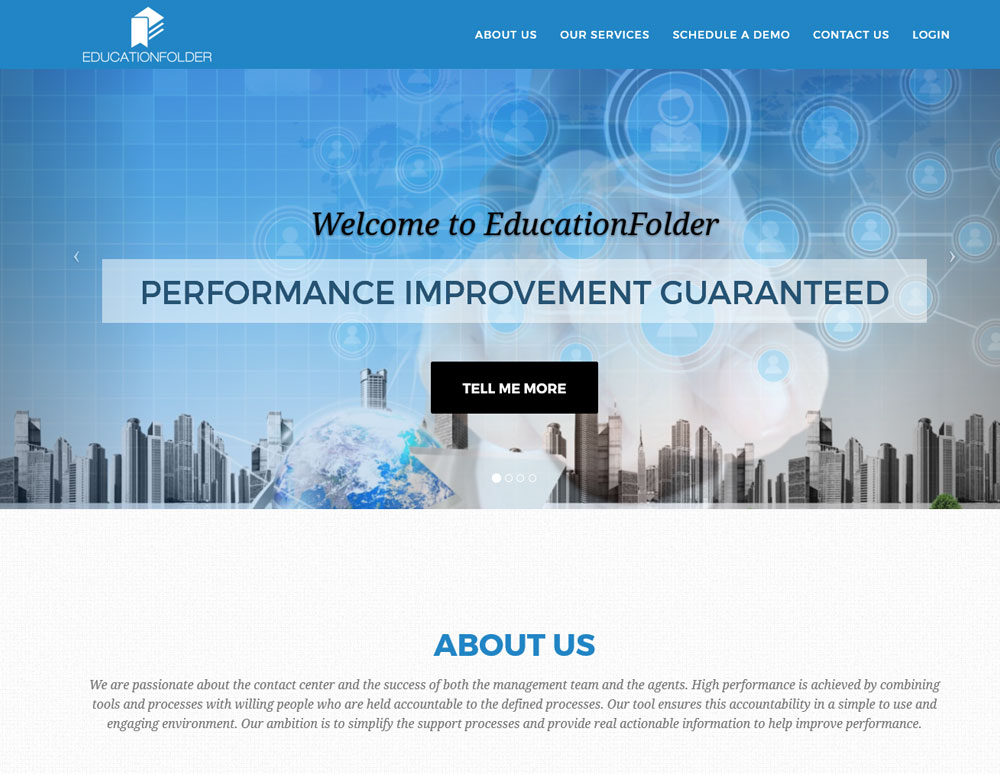 EDUCATIONFOLDER
ABOUT US OUR SERVICES SCHEDULE A DEMO CONTACT US LOGIN
Welcome to EducationFolder
PERFORMANCE IMPROVEMENT GUARANTEED
TELL ME MORE
ABOUT US
We are passionate about the contact center and the success of both the management team and the agents. High performance is achieved by combining
tools and processes with willing people who are held accountable to the defined processes. Our tool ensures this accountability in a simple to use and
engaging environment. Our ambition is to simplify the support processes and provide real actionable information to help improve performance.